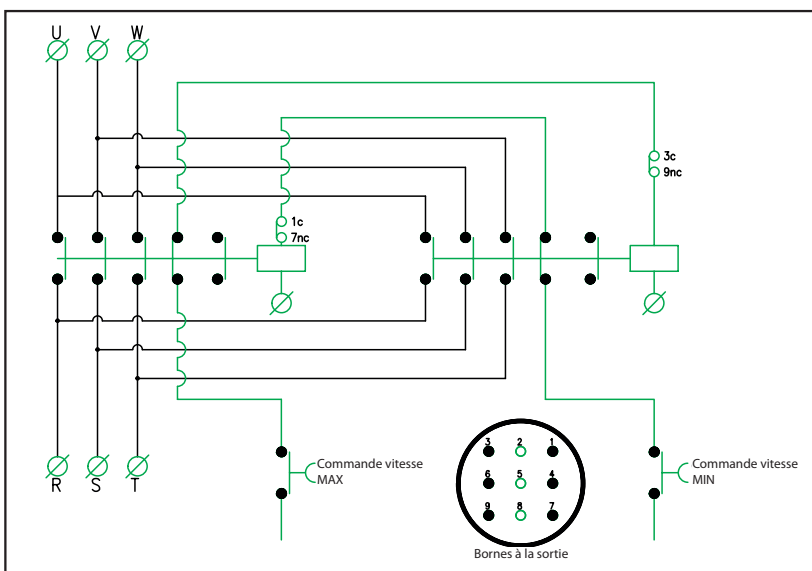 U V W
3c
9nc
1c
7nc
3 2 1
Commande vitesse
MAX
Commande vitesse
MIN
6 5 4
R S T
9 8 7
Bornes à la sortie